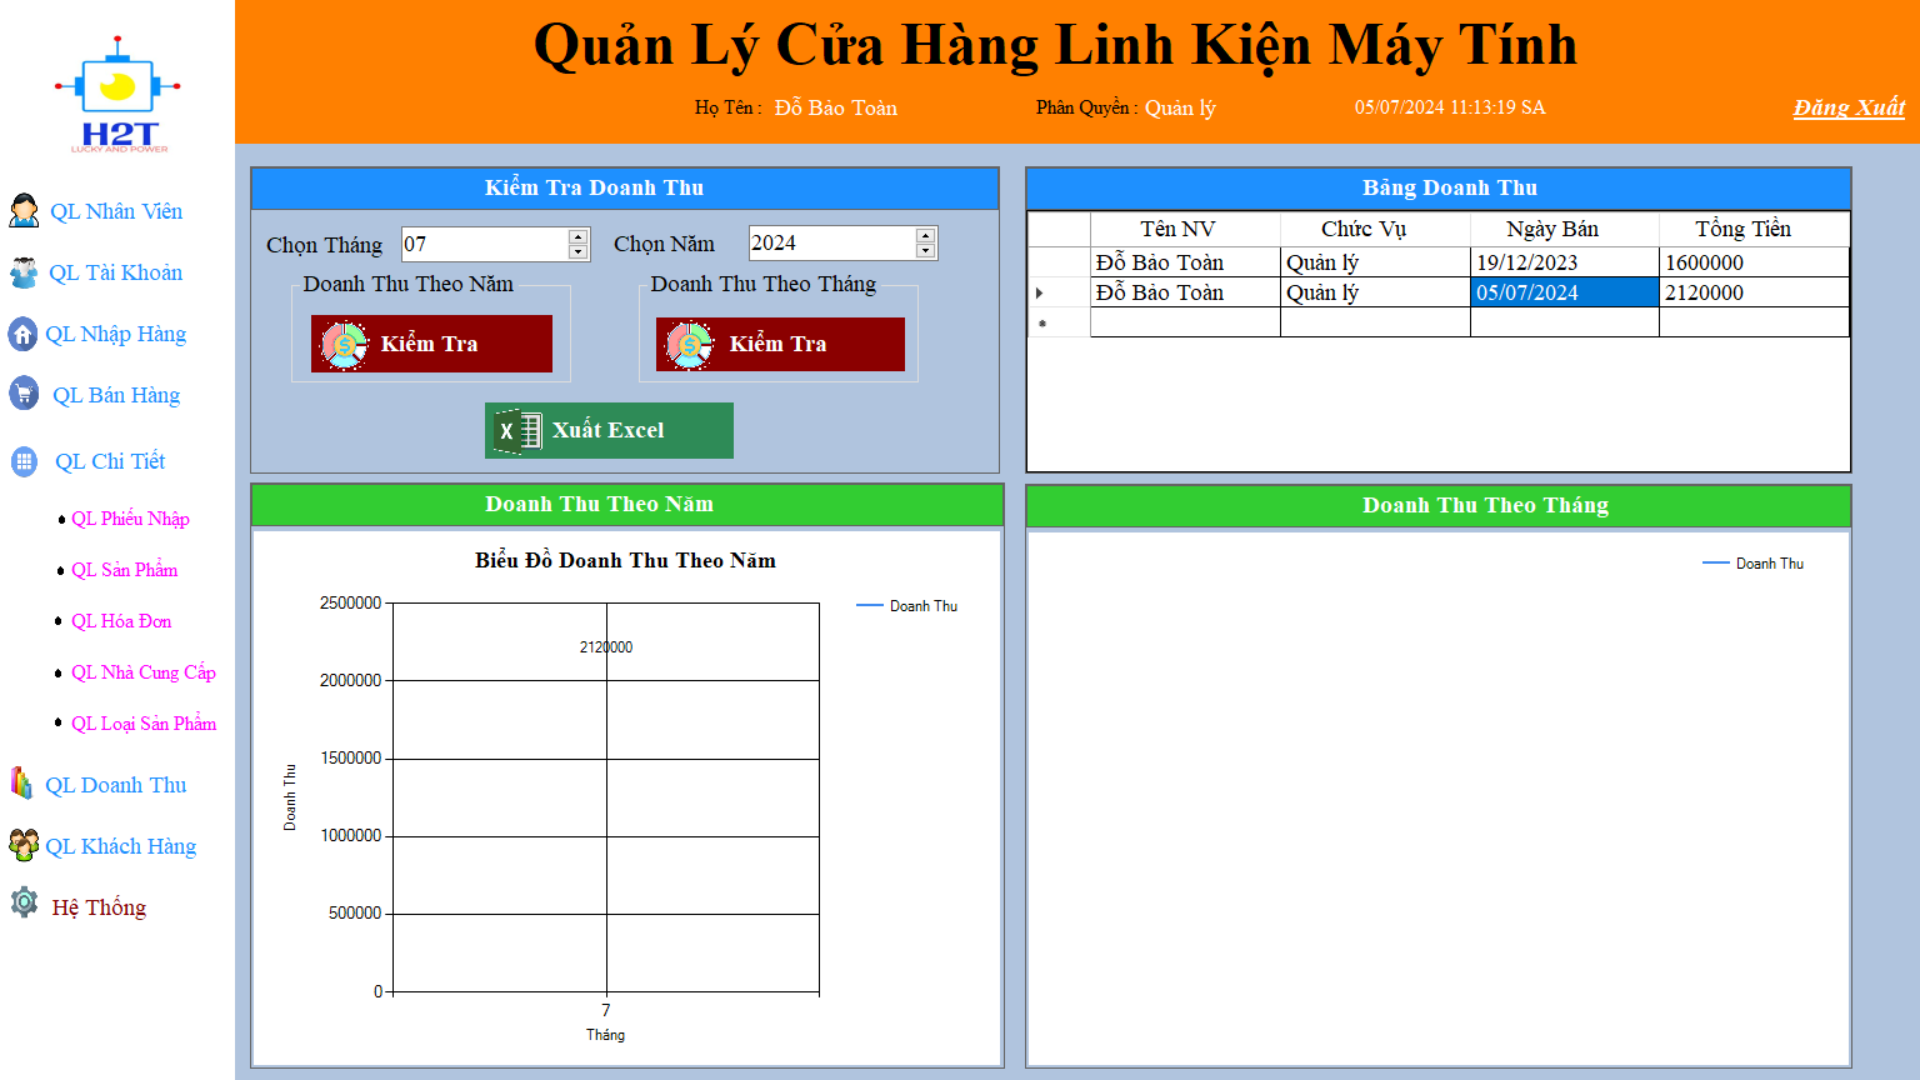 Quản Lý Cửa Hàng Linh Kiện Máy Tính
Họ Tên : Đỗ Bảo Toàn Phân Quyền : Quản lý 05/07/2024 11:13:19 SA Đăng Xuất
H2T
LUCKY AND POWER
QL Nhân Viên
QL Tài Khoản
QL Nhập Hàng
QL Bán Hàng
QL Chi Tiết
QL Phiếu Nhập
QL Sản Phẩm
QL Hóa Đơn
QL Nhà Cung Cấp
QL Loại Sản Phẩm
QL Doanh Thu
QL Khách Hàng
Hệ Thống
Kiểm Tra Doanh Thu
Chọn Tháng 07 Chọn Năm 2024
Doanh Thu Theo Năm Doanh Thu Theo Tháng
Kiểm Tra Kiểm Tra
X Xuất Excel
Bảng Doanh Thu
Tên NV Chức Vụ Ngày Bán Tổng Tiền
Đỗ Bảo Toàn Quản lý 19/12/2023 1600000
Đỗ Bảo Toàn Quản lý 05/07/2024 2120000
Doanh Thu Theo Năm
Biểu Đồ Doanh Thu Theo Năm
Doanh Thu
2500000
2120000
2000000
1500000
1000000
500000
0
Doanh Thu
7
Tháng
Doanh Thu Theo Tháng
Doanh Thu